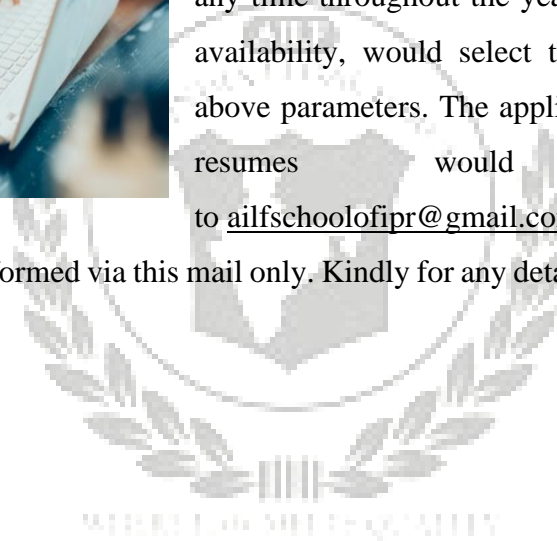 any time throughout the yea
availability, would select t
above parameters. The appli
resumes would
to ailfschoolofipr@gmail.co
formed via this mail only. Kindly for any deta